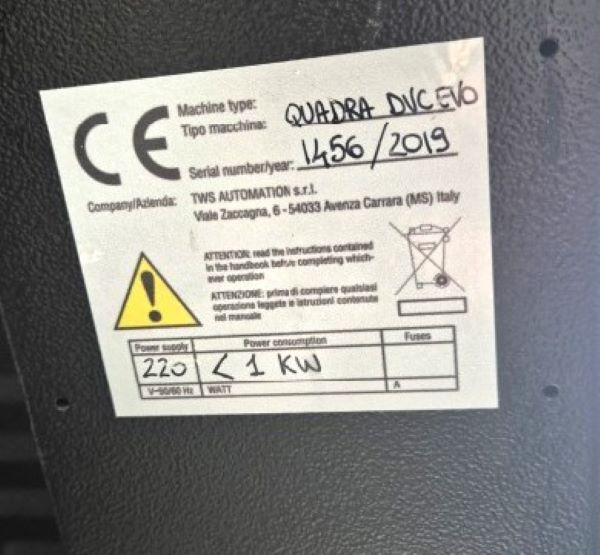 CE
Machine type:
Tipo macchina: QUADRA DVC EVO
Serial number/year: 1456/2019
Company/Azienda: TWS AUTOMATION s.r.l.
Viale Zaccagna, 6 - 54033 Avenza Carrara (MS) Italy
ATTENTION: read the instructions contained
in the handbook before completing which-
ever operation
ATTENZIONE: prima di compiere qualsiasi
operazione leggete le istruzioni contenute
nel manuale
Power supply Power consumption Fuses
220 < 1 KW
V-50/60 Hz WATT A